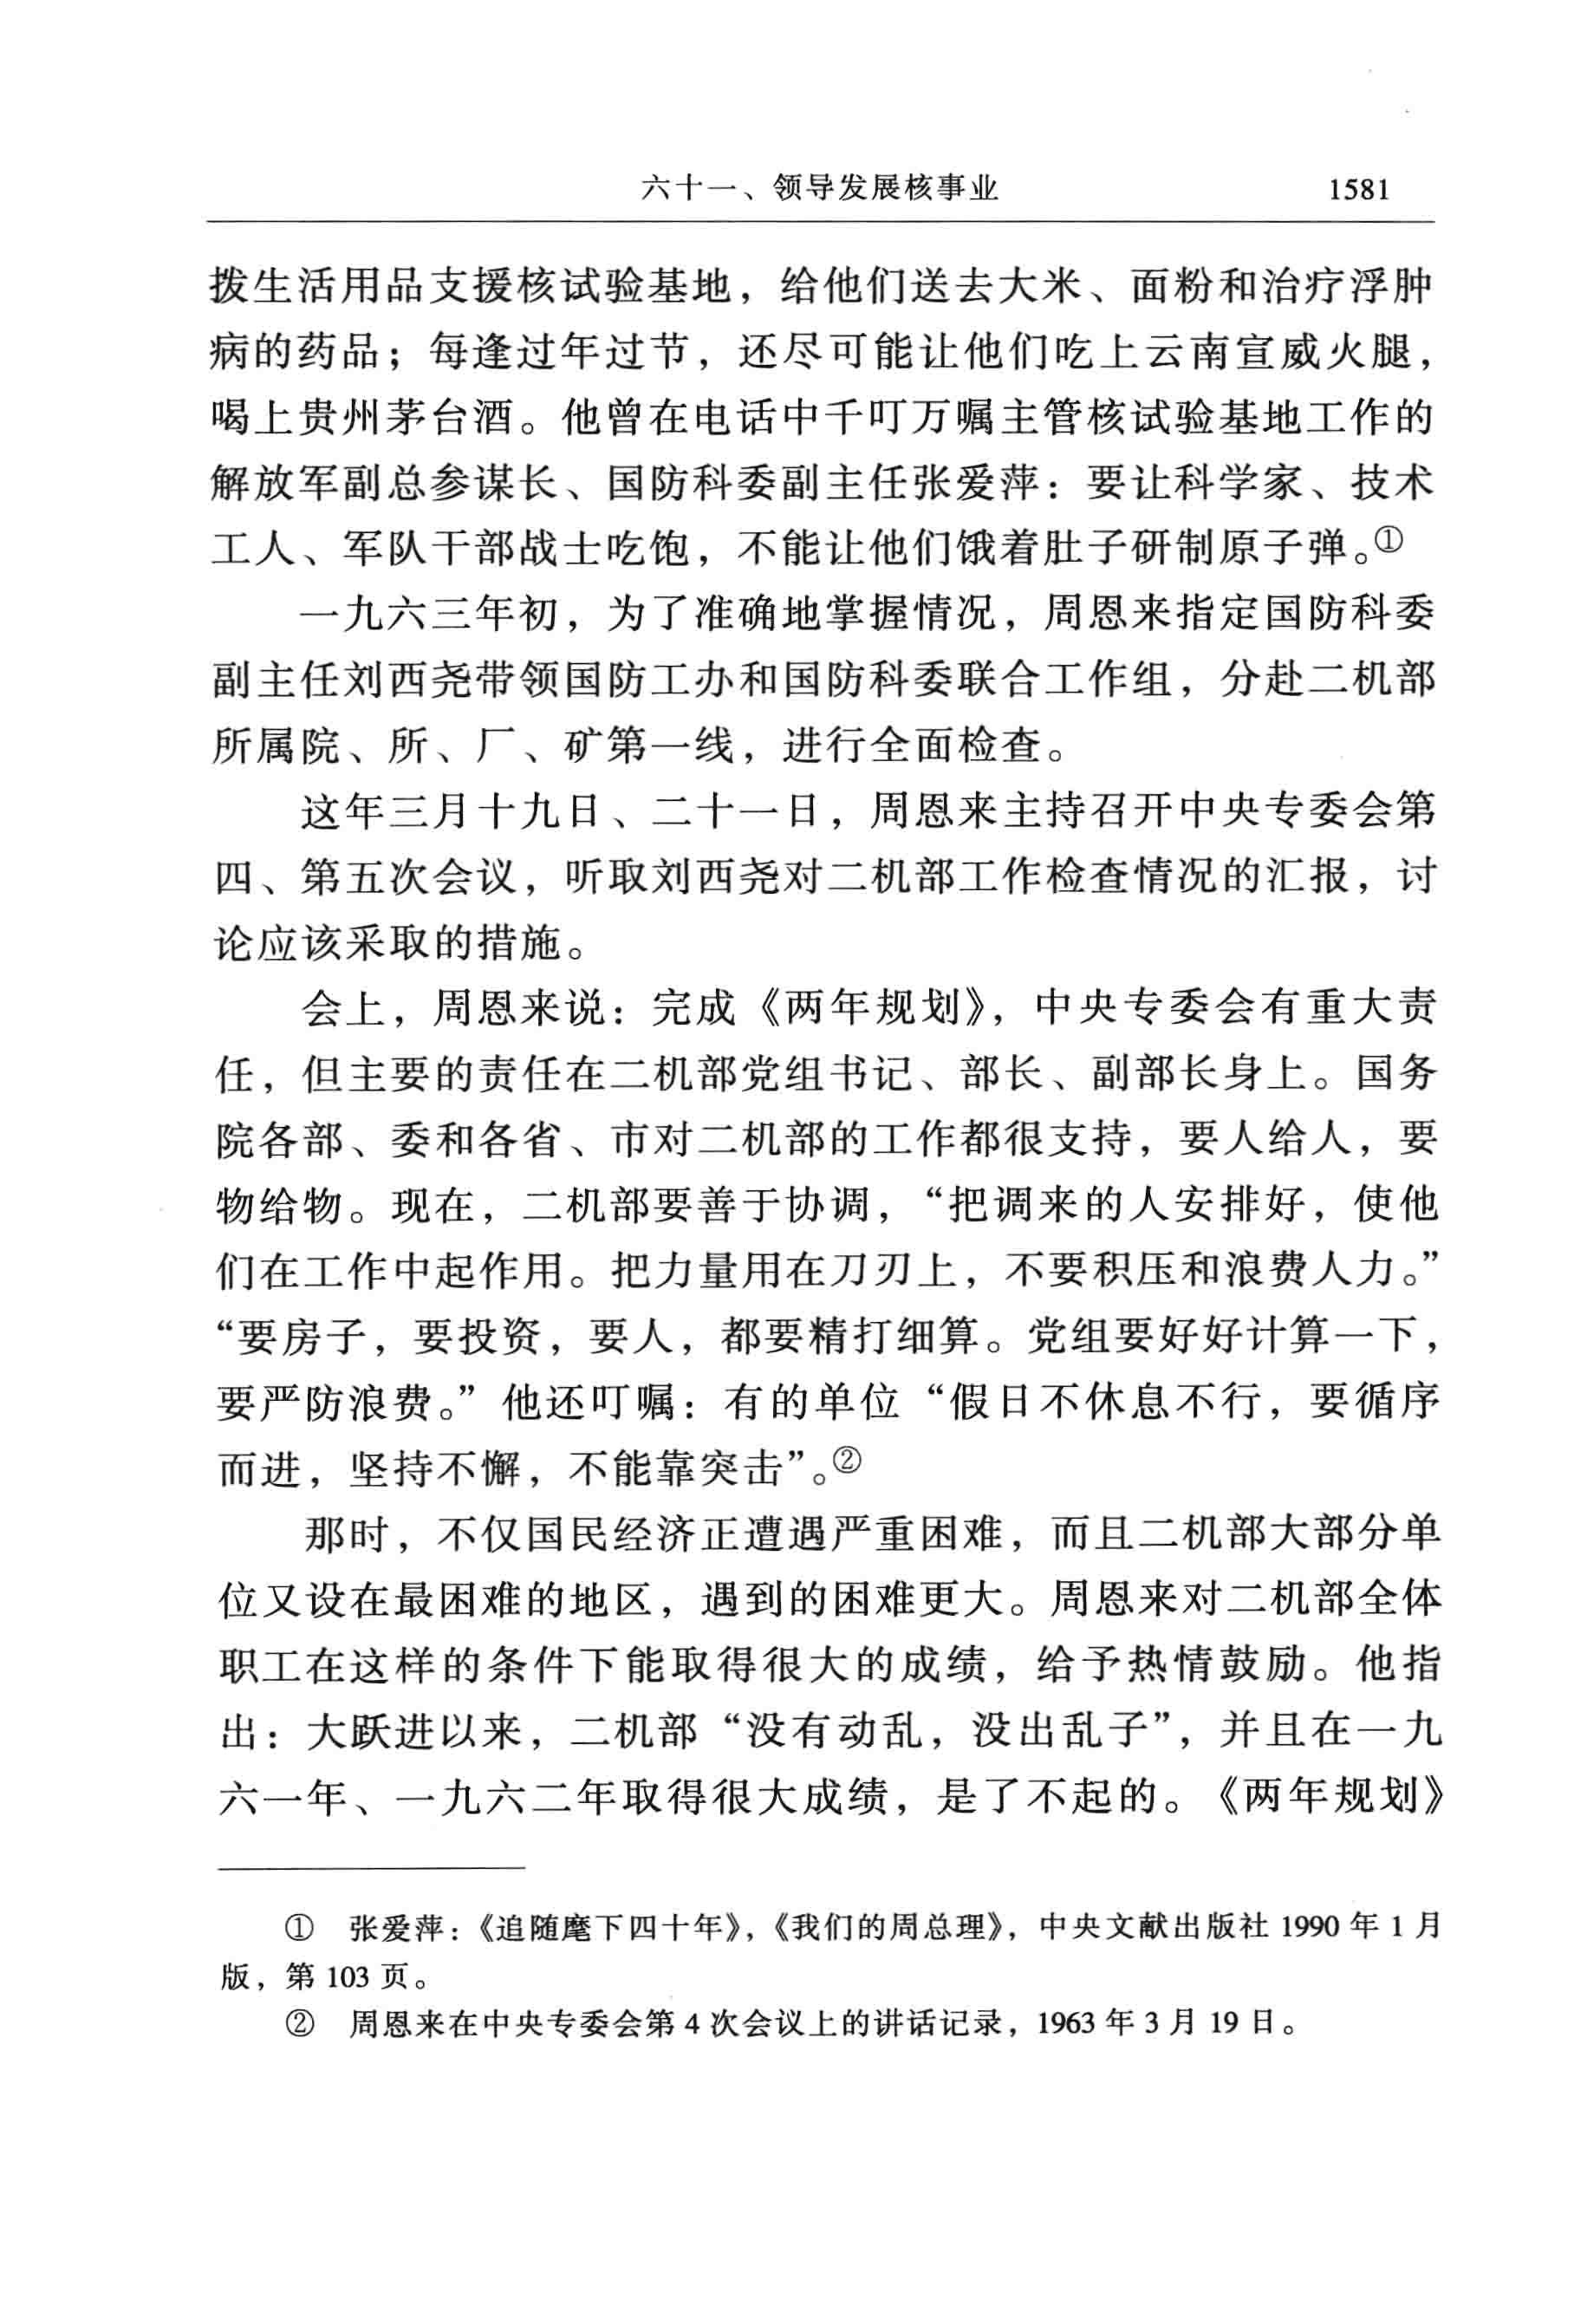 六十一、领导发展核事业 1581
拨生活用品支援核试验基地，给他们送去大米、面粉和治疗浮肿
病的药品；每逢过年过节，还尽可能让他们吃上云南宣威火腿，
喝上贵州茅台酒。他曾在电话中千叮万嘱主管核试验基地工作的
解放军副总参谋长、国防科委副主任张爱萍：要让科学家、技术
工人、军队干部战士吃饱，不能让他们饿着肚子研制原子弹。①
一九六三年初，为了准确地掌握情况，周恩来指定国防科委
副主任刘西尧带领国防工办和国防科委联合工作组，分赴二机部
所属院、所、厂、矿第一线，进行全面检查。
这年三月十九日、二十一日，周恩来主持召开中央专委会第
四、第五次会议，听取刘西尧对二机部工作检查情况的汇报，讨
论应该采取的措施。
会上，周恩来说：完成《两年规划》，中央专委会有重大责
任，但主要的责任在二机部党组书记、部长、副部长身上。国务
院各部、委和各省、市对二机部的工作都很支持，要人给人，要
物给物。现在，二机部要善于协调，“把调来的人安排好，使他
们在工作中起作用。把力量用在刀刃上，不要积压和浪费人力。”
“要房子，要投资，要人，都要精打细算。党组要好好计算一下，
要严防浪费。”他还叮嘱：有的单位“假日不休息不行，要循序
而进，坚持不懈，不能靠突击”。②
那时，不仅国民经济正遭遇严重困难，而且二机部大部分单
位又设在最困难的地区，遇到的困难更大。周恩来对二机部全体
职工在这样的条件下能取得很大的成绩，给予热情鼓励。他指
出：大跃进以来，二机部“没有动乱，没出乱子”，并且在一九
六一年、一九六二年取得很大成绩，是了不起的。《两年规划》
① 张爱萍：《追随麾下四十年》，《我们的周总理》，中央文献出版社 1990 年 1 月
版，第 103 页。
② 周恩来在中央专委会第 4 次会议上的讲话记录，1963 年 3 月 19 日。